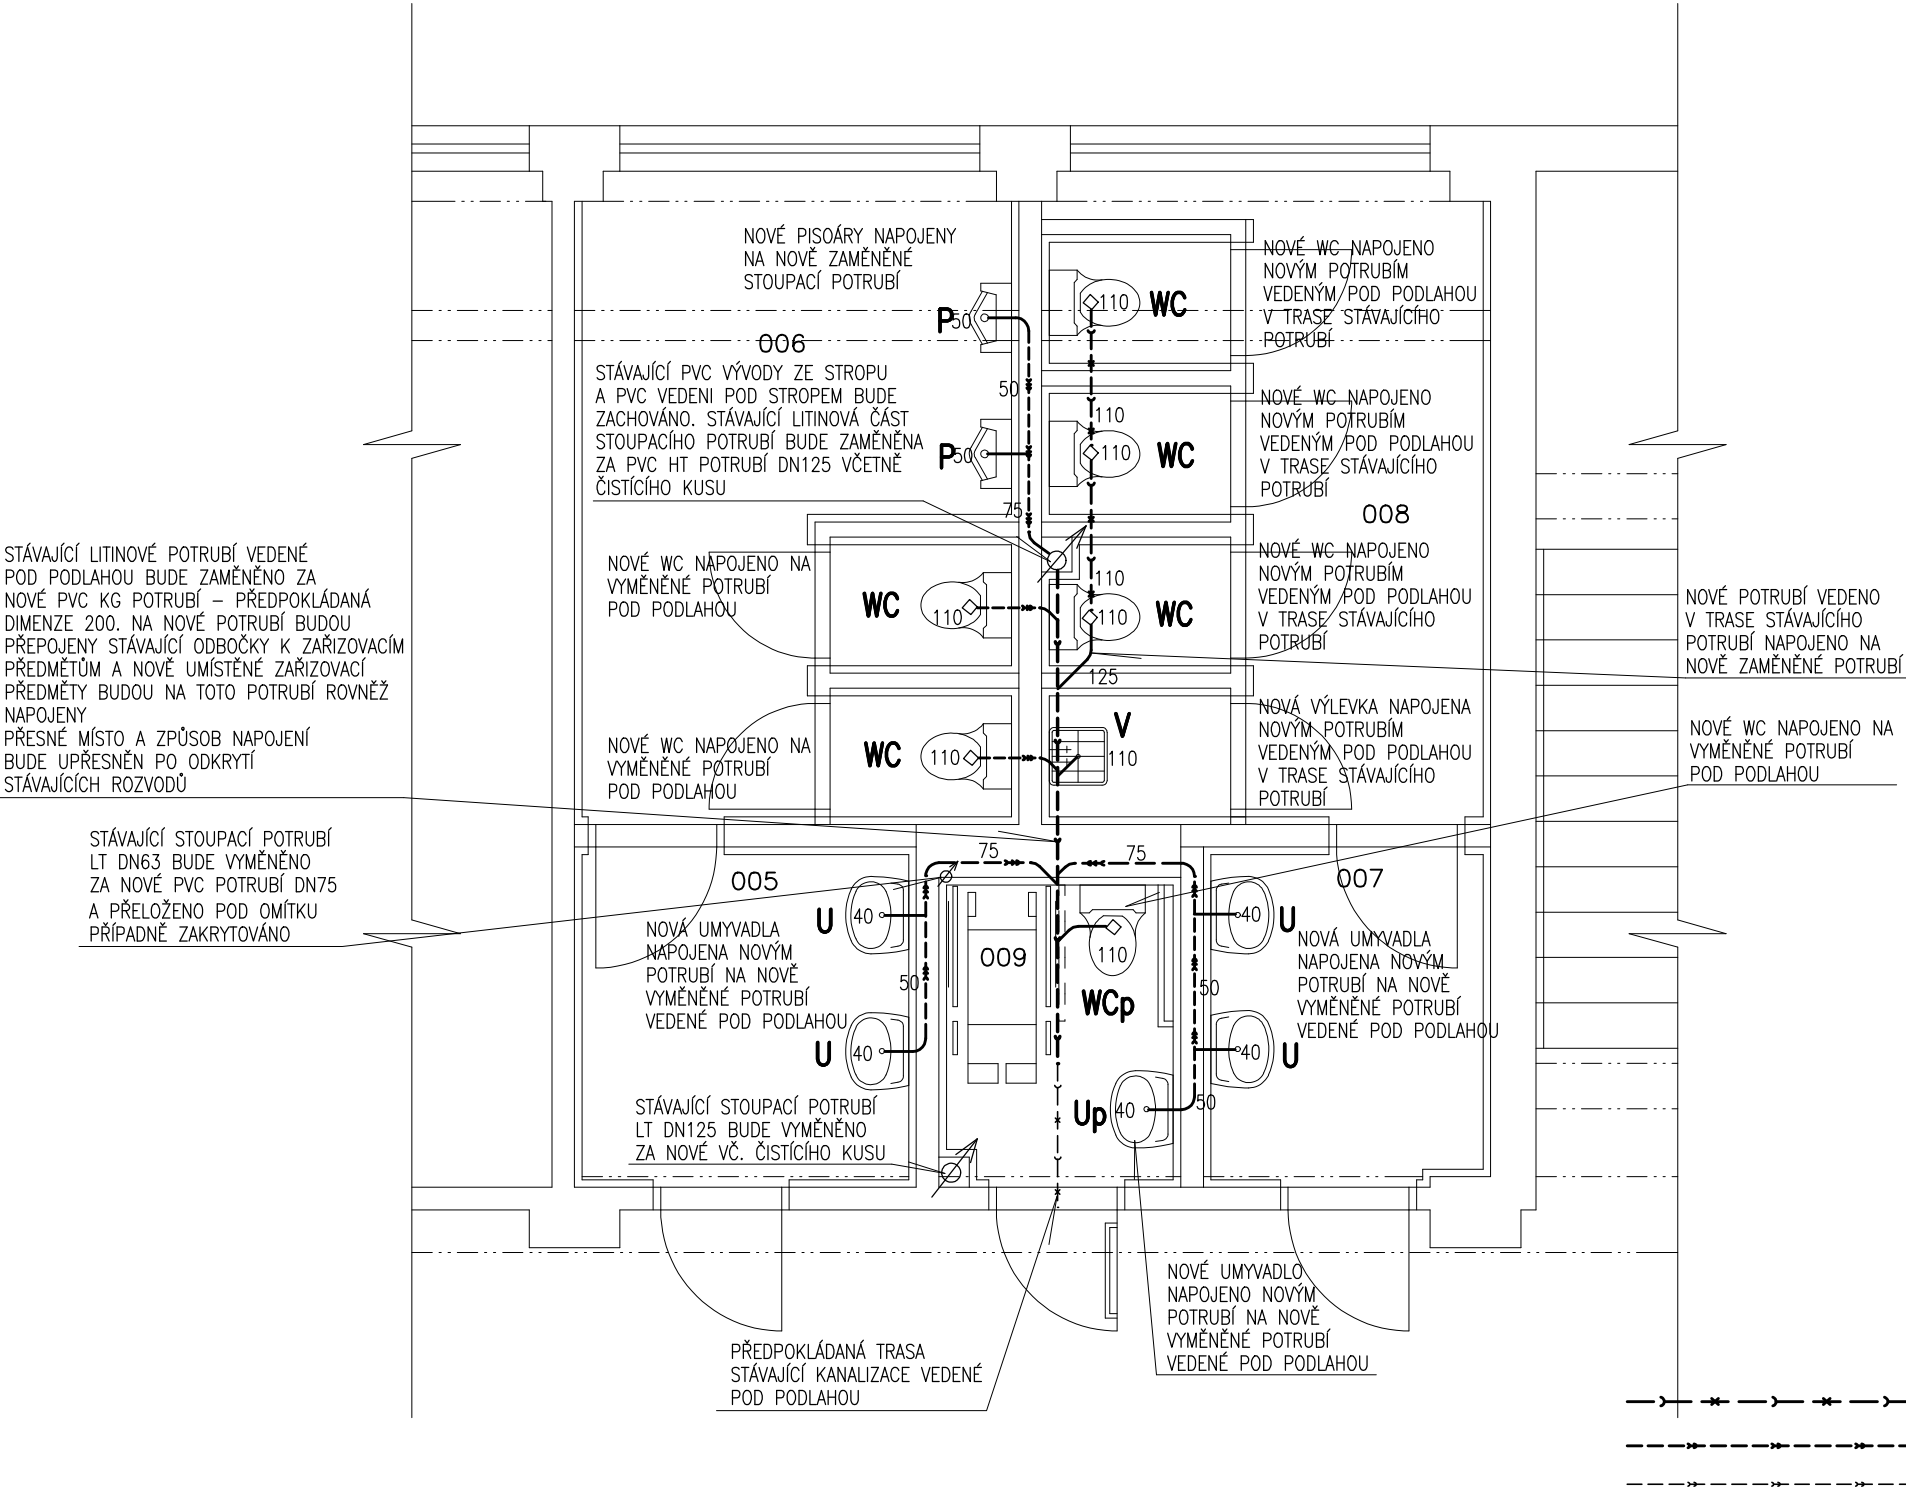 NOVÉ PISOÁRY NAPOJENY
NA NOVĚ ZAMĚNĚNÉ
STOUPACÍ POTRUBÍ
P
50
006
STÁVAJÍCÍ PVC VÝVODY ZE STROPU
A PVC VEDENI POD STROPEM BUDE
ZACHOVÁNO. STÁVAJÍCÍ LITINOVÁ ČÁST
STOUPACÍHO POTRUBÍ BUDE ZAMĚNĚNA
ZA PVC HT POTRUBÍ DN125 VČETNĚ
ČISTÍCÍHO KUSU
50
P
50
75
110
WC
NOVÉ WC NAPOJENO
NOVÝM POTRUBÍM
VEDENÝM POD PODLAHOU
V TRASE STÁVAJÍCÍHO
POTRUBÍ
110
110
WC
NOVÉ WC NAPOJENO
NOVÝM POTRUBÍM
VEDENÝM POD PODLAHOU
V TRASE STÁVAJÍCÍHO
POTRUBÍ
008
110
110
WC
NOVÉ WC NAPOJENO
NOVÝM POTRUBÍM
VEDENÝM POD PODLAHOU
V TRASE STÁVAJÍCÍHO
POTRUBÍ
125
V
110
NOVÁ VÝLEVKA NAPOJENA
NOVÝM POTRUBÍM
VEDENÝM POD PODLAHOU
V TRASE STÁVAJÍCÍHO
POTRUBÍ
NOVÉ WC NAPOJENO NA
VYMĚNĚNÉ POTRUBÍ
POD PODLAHOU
WC
110
NOVÉ WC NAPOJENO NA
VYMĚNĚNÉ POTRUBÍ
POD PODLAHOU
WC
110
STÁVAJÍCÍ LITINOVÉ POTRUBÍ VEDENÉ
POD PODLAHOU BUDE ZAMĚNĚNO ZA
NOVÉ PVC KG POTRUBÍ – PŘEDPOKLÁDANÁ
DIMENZE 200. NA NOVÉ POTRUBÍ BUDOU
PŘEPOJENY STÁVAJÍCÍ ODBOČKY K ZAŘIZOVACÍM
PŘEDMĚTŮM A NOVĚ UMÍSTĚNÉ ZAŘIZOVACÍ
PŘEDMĚTY BUDOU NA TOTO POTRUBÍ ROVNĚŽ
NAPOJENY
PŘESNÉ MÍSTO A ZPŮSOB NAPOJENÍ
BUDE UPŘESNĚN PO ODKRYTÍ
STÁVAJÍCÍCH ROZVODŮ
STÁVAJÍCÍ STOUPACÍ POTRUBÍ
LT DN63 BUDE VYMĚNĚNO
ZA NOVÉ PVC POTRUBÍ DN75
A PŘELOŽENO POD OMÍTKU
PŘÍPADNĚ ZAKRYTOVÁNO
NOVÉ POTRUBÍ VEDENO
V TRASE STÁVAJÍCÍHO
POTRUBÍ NAPOJENO NA
NOVĚ ZAMĚNĚNÉ POTRUBÍ
NOVÉ WC NAPOJENO NA
VYMĚNĚNÉ POTRUBÍ
POD PODLAHOU
75
75
005
U
40
NOVÁ UMYVADLA
NAPOJENA NOVÝM
POTRUBÍ NA NOVĚ
VYMĚNĚNÉ POTRUBÍ
VEDENÉ POD PODLAHOU
50
U
40
009
110
WCp
007
40
U
NOVÁ UMYVADLA
NAPOJENA NOVÝM
POTRUBÍ NA NOVĚ
VYMĚNĚNÉ POTRUBÍ
VEDENÉ POD PODLAHOU
50
40
U
50
Up
40
STÁVAJÍCÍ STOUPACÍ POTRUBÍ
LT DN125 BUDE VYMĚNĚNO
ZA NOVÉ VČ. ČISTÍCÍHO KUSU
NOVÉ UMYVADLO
NAPOJENO NOVÝM
POTRUBÍ NA NOVĚ
VYMĚNĚNÉ POTRUBÍ
VEDENÉ POD PODLAHOU
PŘEDPOKLÁDANÁ TRASA
STÁVAJÍCÍ KANALIZACE VEDENÉ
POD PODLAHOU